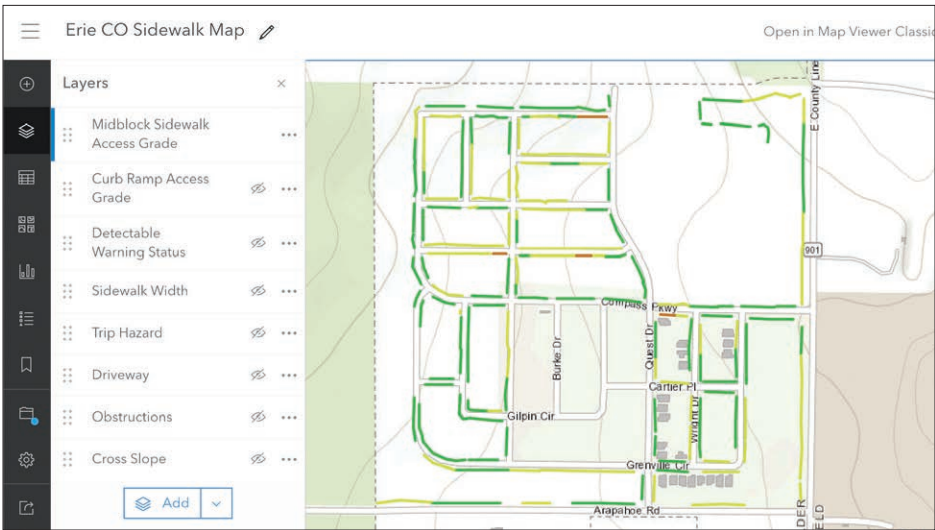 Erie CO Sidewalk Map
Open in Map Viewer Classic
Layers
Midblock Sidewalk
Access Grade
Curb Ramp Access
Grade
Detectable
Warning Status
Sidewalk Width
Trip Hazard
Driveway
Obstructions
Cross Slope
Add
E County Line
901
Compass Pkwy
Burke Dr
Quest Dr
Cartier Pl
Wright Dr
Gilpin Cir
Grenville Cir
Arapahoe Rd
DER
ELD